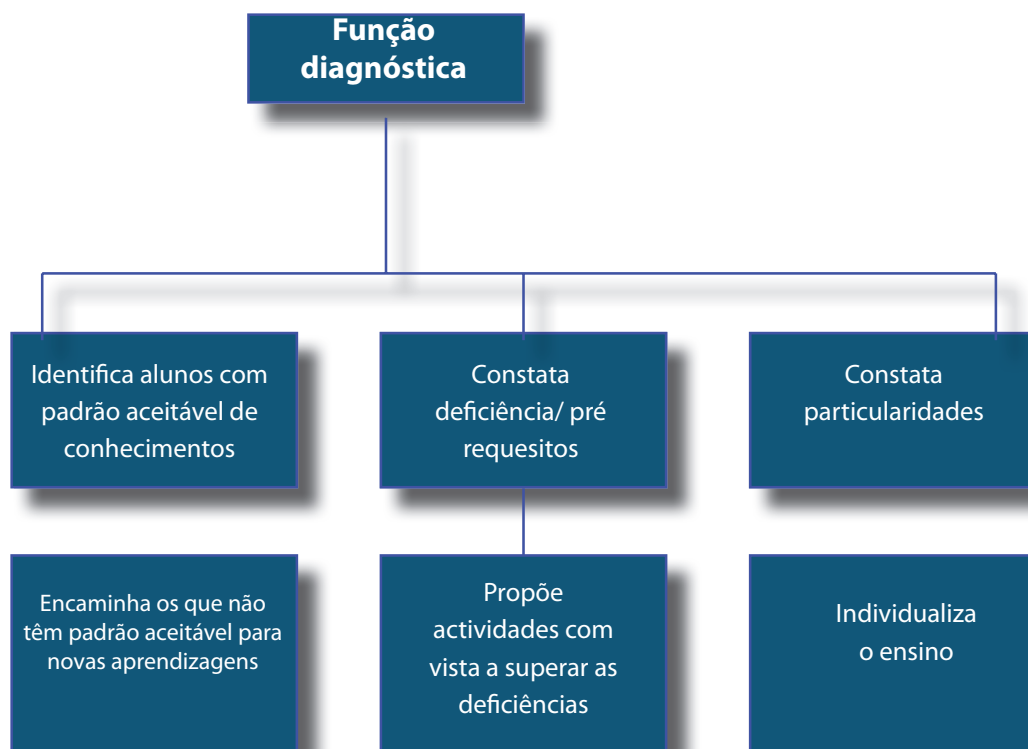 Função
diagnóstica
Identifica alunos com
padrão aceitável de
conhecimentos
Constata
deficiência/ pré
requesitos
Constata
particularidades
Encaminha os que não
têm padrão aceitável para
novas aprendizagens
Propõe
actividades com
vista a superar as
deficiências
Individualiza
o ensino